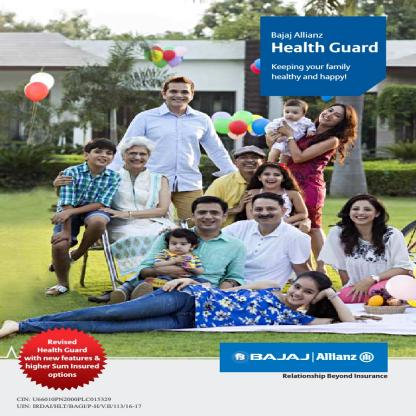 Bajaj Allianz
Health Guard
Keeping your family
healthy and happy!
Revised
Health Guard
with new features &
higher Sum Insured
options
BAJAJ | Allianz
Relationship Beyond Insurance
CIN: U66010PN2000PLC015329
UIN: IRDAI/HLT/BAGI/P-H/V.II/113/16-17